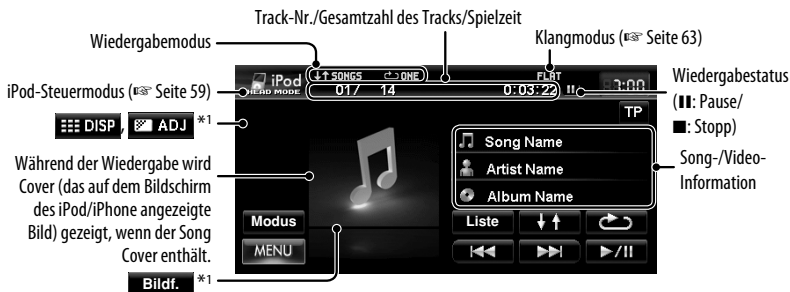 Track-Nr./Gesamtzahl des Tracks/Spielzeit
Wiedergabemodus
Klangmodus (☞ Seite 63)
iPod-Steuermodus (☞ Seite 59)
DISP, ADJ *1
Während der Wiedergabe wird
Cover (das auf dem Bildschirm
des iPod/iPhone angezeigte
Bild) gezeigt, wenn der Song
Cover enthält.
Bildf. *1
iPod
HEAD MODE
↓↑SONGS ONE
01/ 14
FLAT
0:03:22 II
3:00
TP
Song Name
Artist Name
Album Name
Modus
Liste
MENU
Wiedergabestatus
(II: Pause/
■: Stopp)
Song-/Video-
Information